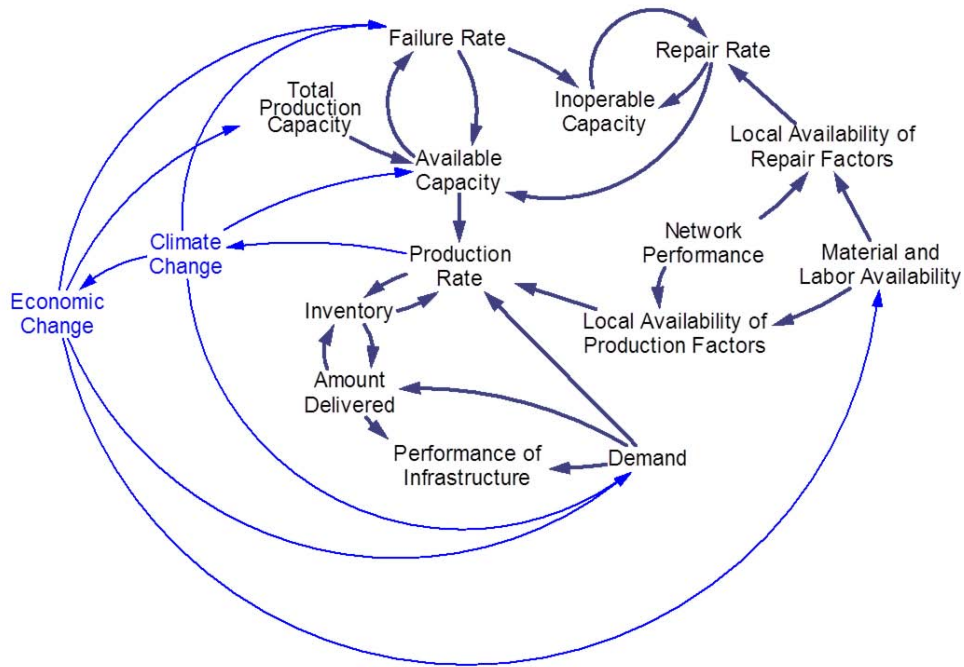 Failure Rate
Repair Rate
Total
Production
Capacity
Inoperable
Capacity
Local Availability of
Repair Factors
Available
Capacity
Network
Performance
Climate
Change
Production
Rate
Material and
Labor Availability
Economic
Change
Inventory
Local Availability of
Production Factors
Amount
Delivered
Performance of
Infrastructure
Demand